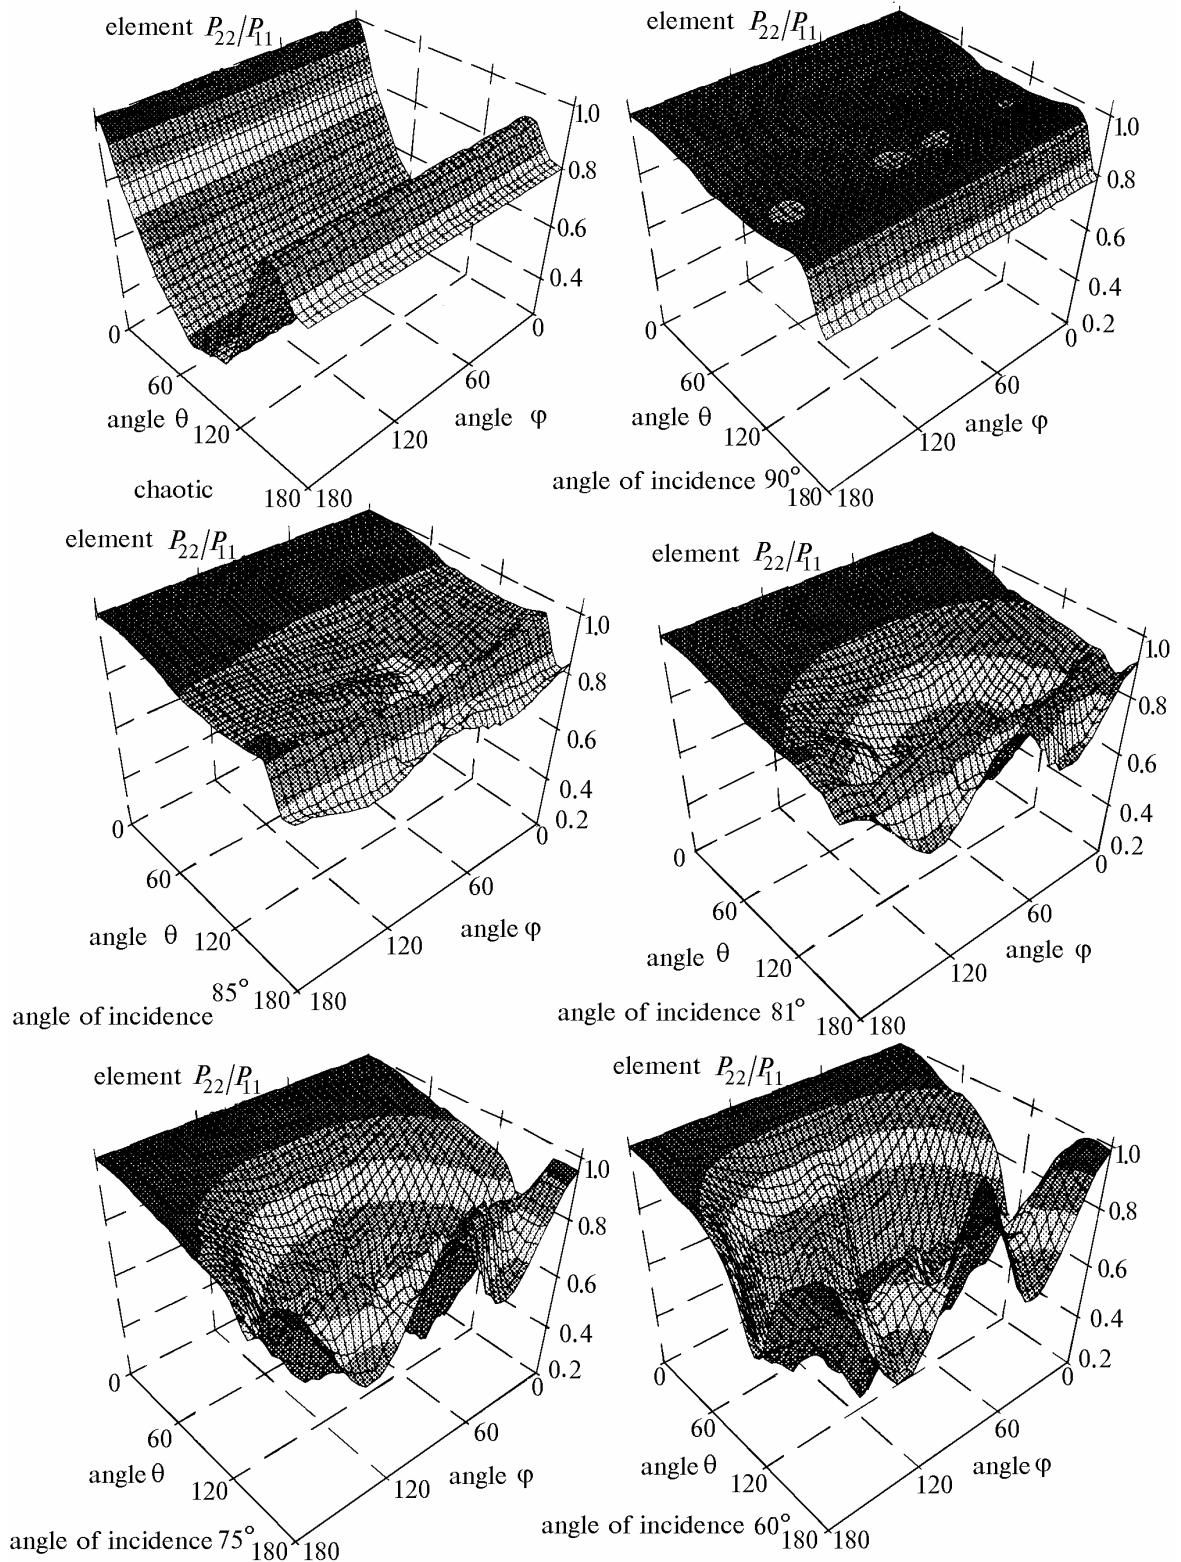 element P22/P11
1.0
0.8
0.6
0.4
0
0
60
60
angle θ
angle φ
120
120
chaotic
180 180
element P22/P11
1.0
0.8
0.6
0.4
0.2
0
0
60
60
angle θ
angle φ
120
120
angle of incidence 90°
180 180
element P22/P11
1.0
0.8
0.6
0.4
0.2
0
0
60
60
angle θ
angle φ
120
120
angle of incidence 85°
180 180
element P22/P11
1.0
0.8
0.6
0.4
0.2
0
0
60
60
angle θ
angle φ
120
120
angle of incidence 81°
180 180
element P22/P11
1.0
0.8
0.6
0.4
0.2
0
0
60
60
angle θ
angle φ
120
120
angle of incidence 75°
180 180
element P22/P11
1.0
0.8
0.6
0.4
0.2
0
0
60
60
angle θ
angle φ
120
120
angle of incidence 60°
180 180